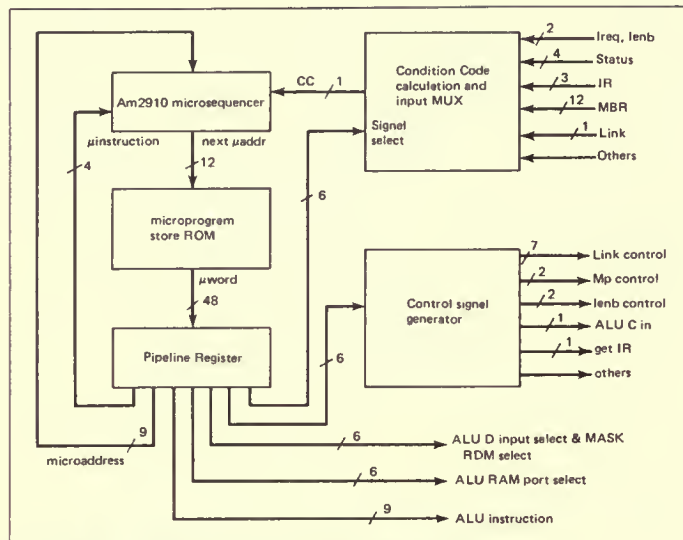 2
Ireq, Ienb
4
Status
3
IR
12
MBR
1
Link
Others
Condition Code
calculetion and
input MUX
Signel
select
CC
1
Am2910 microsequencer
µinstruction
next µaddr
4
12
6
microprogrem
store ROM
µword
48
Pipeline Register
Control signel
generator
7
Link control
2
Mp control
2
Ienb control
1
ALU C in
1
get IR
others
6
9
microaddress
6
ALU D input select & MASK
RDM select
6
ALU RAM port select
9
ALU instruction